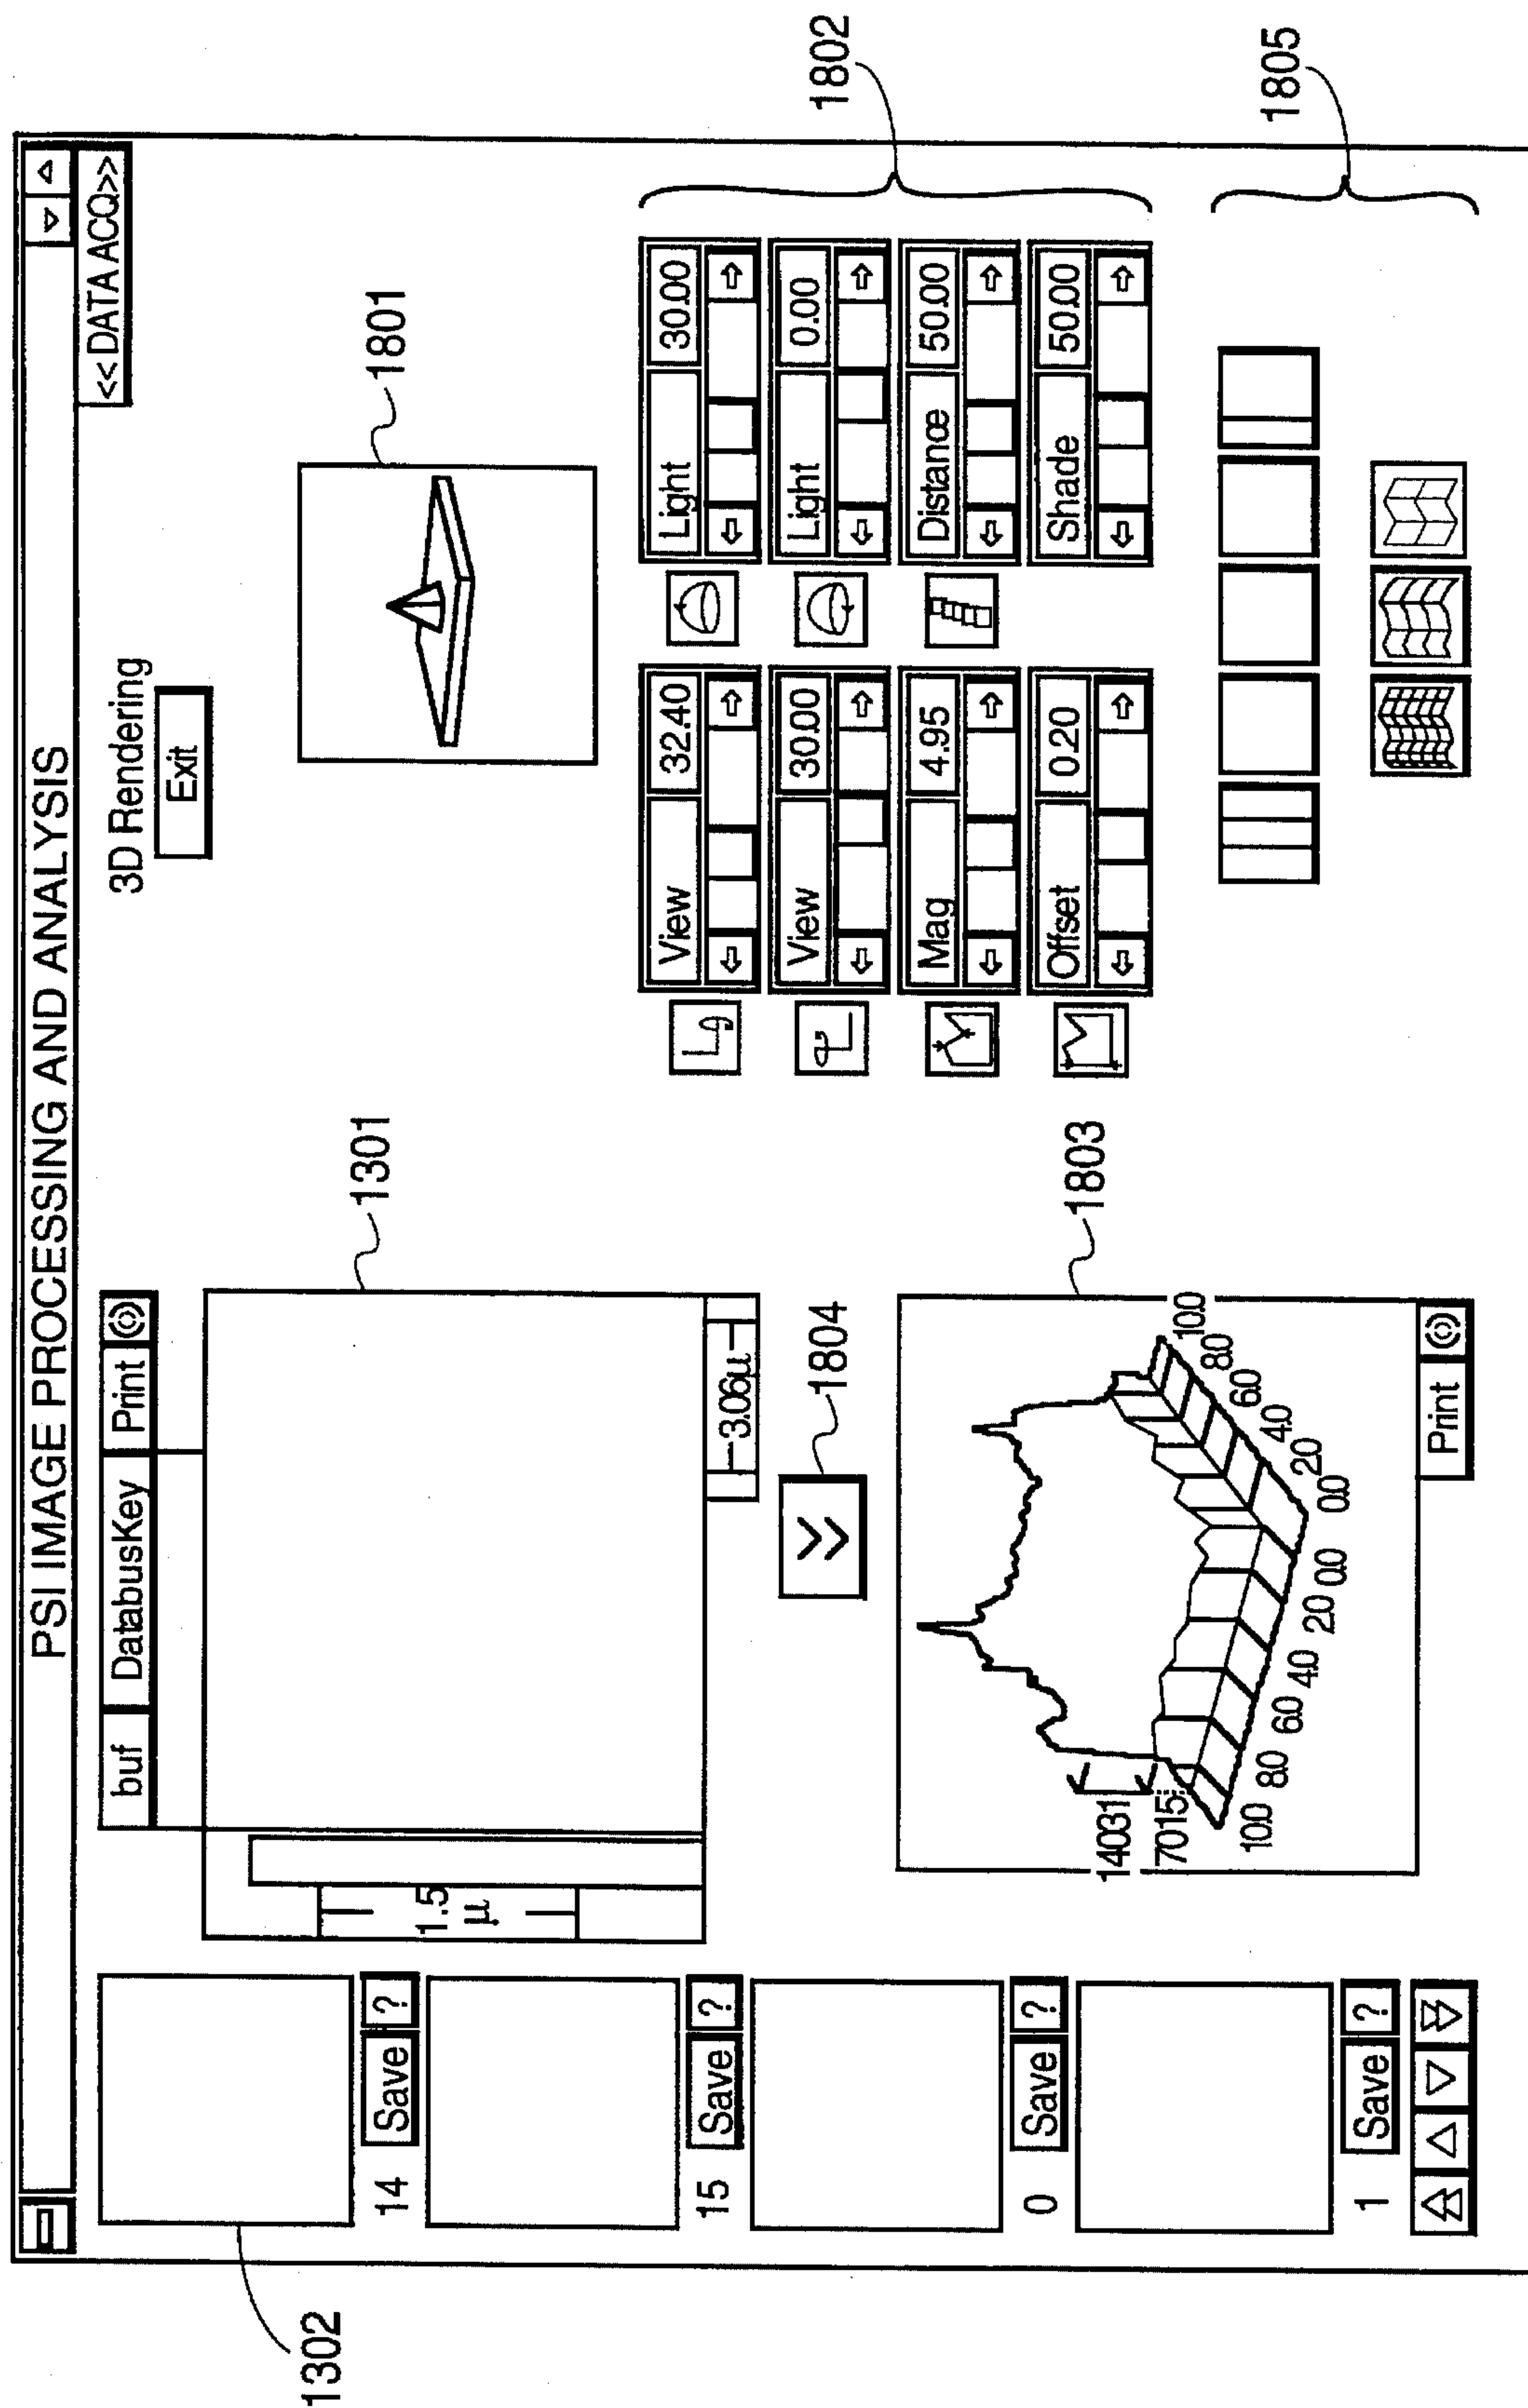 PSI IMAGE PROCESSING AND ANALYSIS
<< DATA ACQ>>
buf DatabusKey Print
3D Rendering
Exit
1302
1301
1801
1.5
μ
3.06μ
14 Save ?
15 Save ?
0 Save ?
1 Save ?
View 32.40
Light 30.00
View 30.00
Light 0.00
Mag 4.95
Distance 50.00
Offset 0.20
Shade 50.00
1802
1804
1803
14031
7015
10.0 8.0 6.0 4.0 2.0 0.0
0.0 2.0 4.0 6.0 8.0 10.0
Print
1805